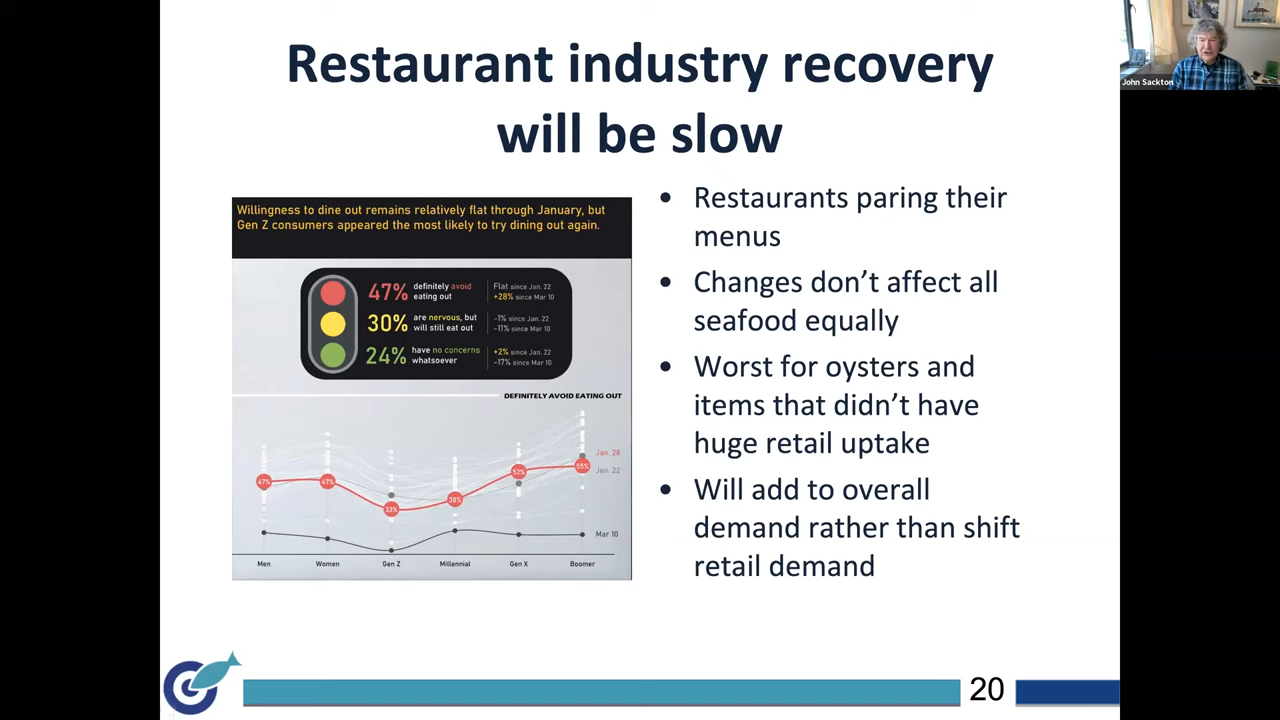 Restaurant industry recovery
will be slow
John Sackton
Willingness to dine out remains relatively flat through January, but
Gen Z consumers appeared the most likely to try dining out again.
47% definitely avoid eating out
Flat since Jan. 22
+28% since Mar 10
30% are nervous, but will still eat out
-1% since Jan. 22
-11% since Mar 10
24% have no concerns whatsoever
+2% since Jan. 22
-17% since Mar 10
DEFINITELY AVOID EATING OUT
47% 47% 33% 38% 52% 55%
Jan. 28
Jan. 22
Mar 10
Men Women Gen Z Millennial Gen X Boomer
• Restaurants paring their
menus
• Changes don’t affect all
seafood equally
• Worst for oysters and
items that didn’t have
huge retail uptake
• Will add to overall
demand rather than shift
retail demand
20